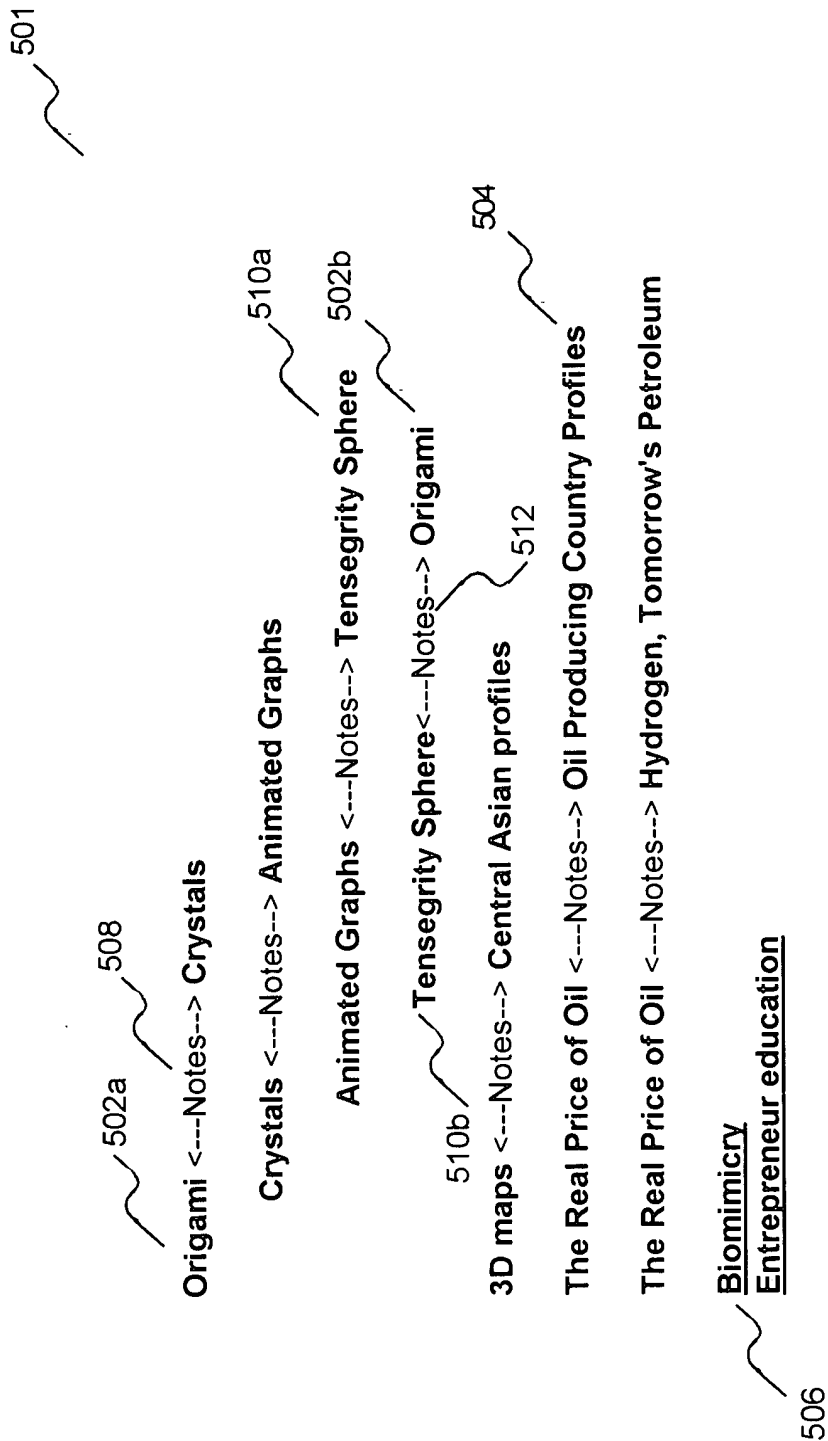 501
502a
508
Origami <---Notes--> Crystals
Crystals <---Notes--> Animated Graphs
510a
Animated Graphs <---Notes--> Tensegrity Sphere
502b
Tensegrity Sphere<---Notes--> Origami
510b
512
3D maps <---Notes--> Central Asian profiles
504
The Real Price of Oil <---Notes--> Oil Producing Country Profiles
The Real Price of Oil <---Notes--> Hydrogen, Tomorrow's Petroleum
Biomimicry
Entrepreneur education
506